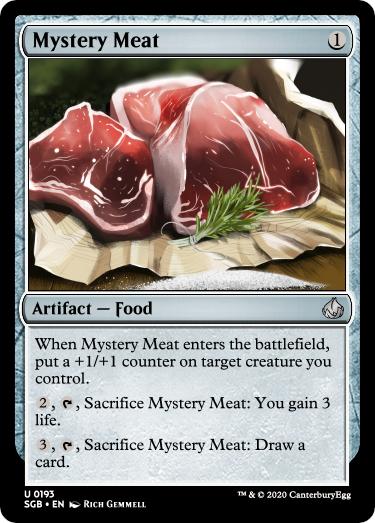 Mystery Meat 1
Artifact — Food
When Mystery Meat enters the battlefield,
put a +1/+1 counter on target creature you
control.
2 , , Sacrifice Mystery Meat: You gain 3
life.
3 , , Sacrifice Mystery Meat: Draw a
card.
U 0193
SGB • EN Rich Gemmell
™ & © 2020 CanterburyEgg